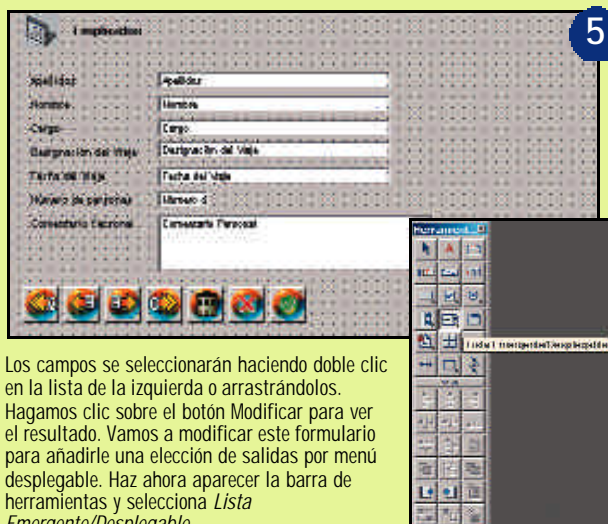 5
Empleados
Apellidos Apellidos
Nombre Nombre
Cargo Cargo
Designación del Viaje Designación del Viaje
Fecha del Viaje Fecha del Viaje
Número de personas Número d
Comentario Personal Comentario Personal
Herramient
Lista Emergente/Desplegable
Los campos se seleccionarán haciendo doble clic
en la lista de la izquierda o arrastrándolos.
Hagamos clic sobre el botón Modificar para ver
el resultado. Vamos a modificar este formulario
para añadirle una elección de salidas por menú
desplegable. Haz ahora aparecer la barra de
herramientas y selecciona Lista
Emergente/Desplegable